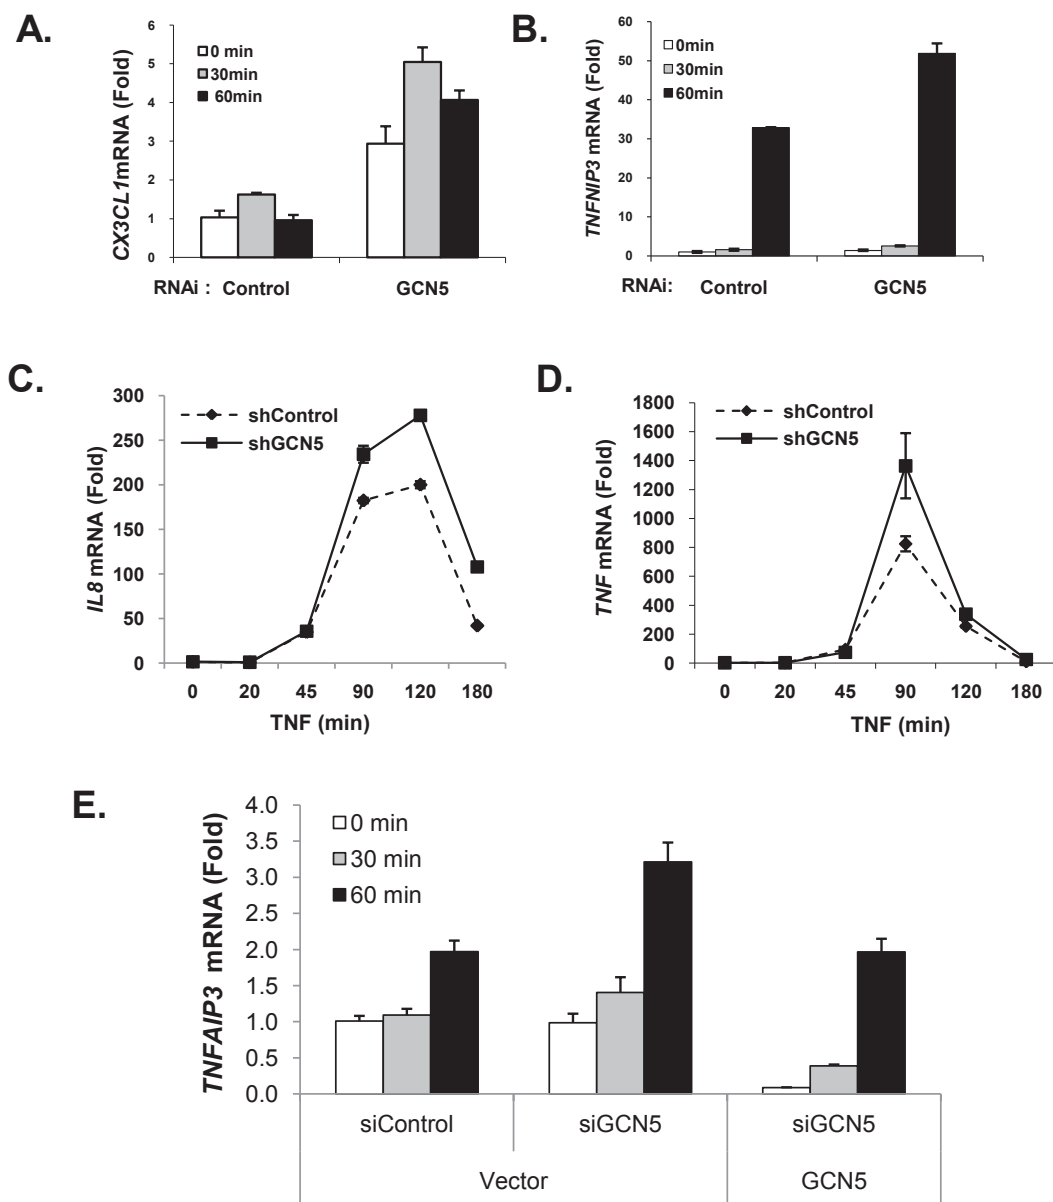 A.
CX3CL1mRNA (Fold)
6
5
4
3
2
1
0
0 min
30min
60min
RNAi : Control GCN5
B.
TNFNIP3 mRNA (Fold)
60
50
40
30
20
10
0
0min
30min
60min
RNAi: Control GCN5
C.
IL8 mRNA (Fold)
300
250
200
150
100
50
0
shControl
shGCN5
0 20 45 90 120 180
TNF (min)
D.
TNF mRNA (Fold)
1800
1600
1400
1200
1000
800
600
400
200
0
shControl
shGCN5
0 20 45 90 120 180
TNF (min)
E.
TNFAIP3 mRNA (Fold)
4.0
3.5
3.0
2.5
2.0
1.5
1.0
0.5
0.0
0 min
30 min
60 min
siControl siGCN5 siGCN5
Vector GCN5